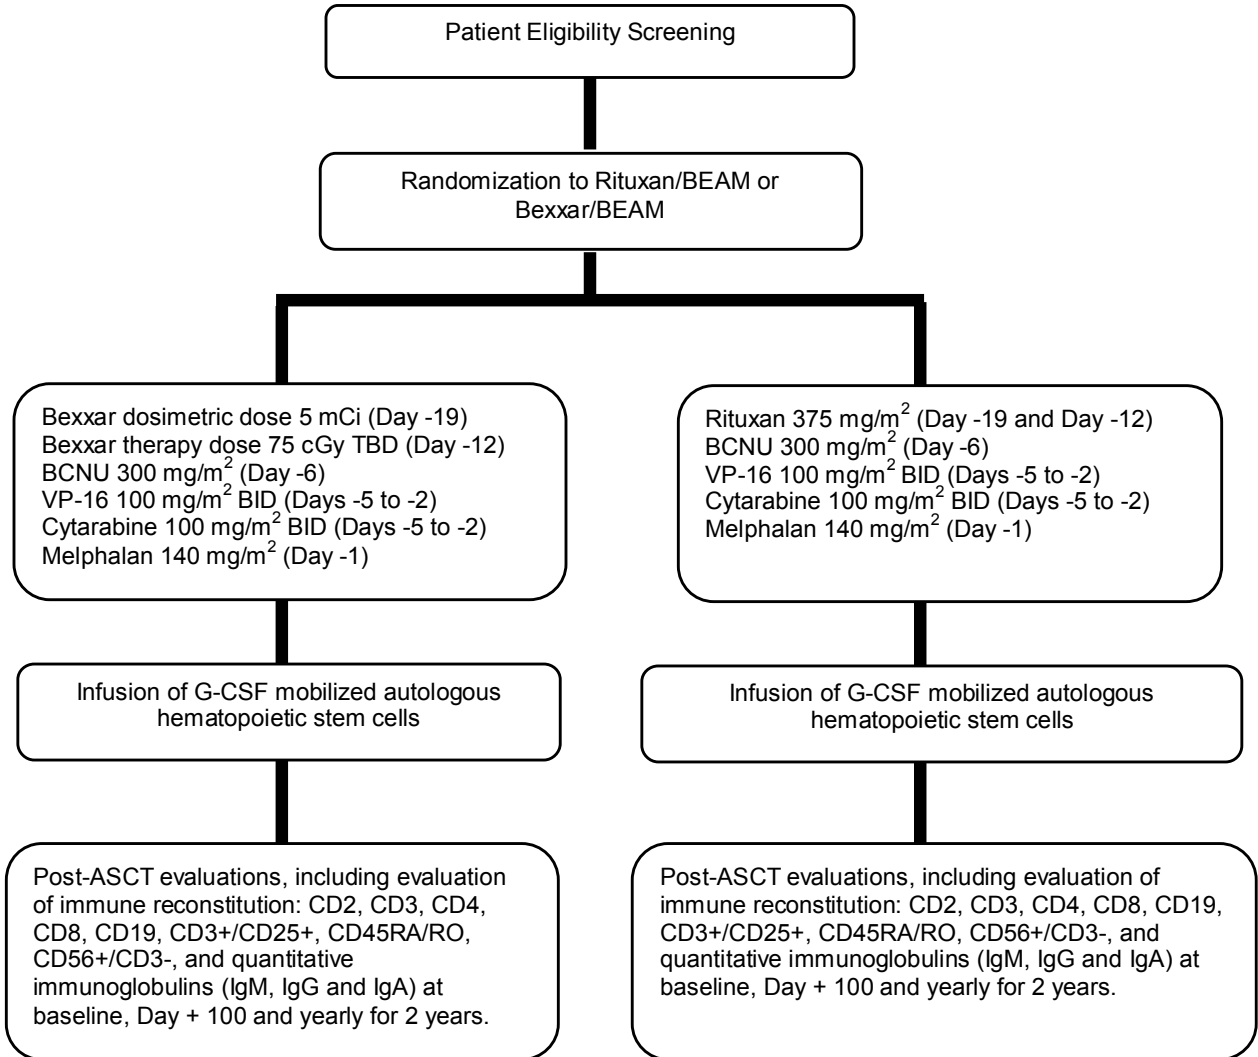 Patient Eligibility Screening
Randomization to Rituxan/BEAM or
Bexxar/BEAM
Bexxar dosimetric dose 5 mCi (Day -19)
Bexxar therapy dose 75 cGy TBD (Day -12)
BCNU 300 mg/m² (Day -6)
VP-16 100 mg/m² BID (Days -5 to -2)
Cytarabine 100 mg/m² BID (Days -5 to -2)
Melphalan 140 mg/m² (Day -1)
Rituxan 375 mg/m² (Day -19 and Day -12)
BCNU 300 mg/m² (Day -6)
VP-16 100 mg/m² BID (Days -5 to -2)
Cytarabine 100 mg/m² BID (Days -5 to -2)
Melphalan 140 mg/m² (Day -1)
Infusion of G-CSF mobilized autologous
hematopoietic stem cells
Infusion of G-CSF mobilized autologous
hematopoietic stem cells
Post-ASCT evaluations, including evaluation
of immune reconstitution: CD2, CD3, CD4,
CD8, CD19, CD3+/CD25+, CD45RA/RO,
CD56+/CD3-, and quantitative
immunoglobulins (IgM, IgG and IgA) at
baseline, Day + 100 and yearly for 2 years.
Post-ASCT evaluations, including evaluation of
immune reconstitution: CD2, CD3, CD4, CD8, CD19,
CD3+/CD25+, CD45RA/RO, CD56+/CD3-, and
quantitative immunoglobulins (IgM, IgG and IgA) at
baseline, Day + 100 and yearly for 2 years.